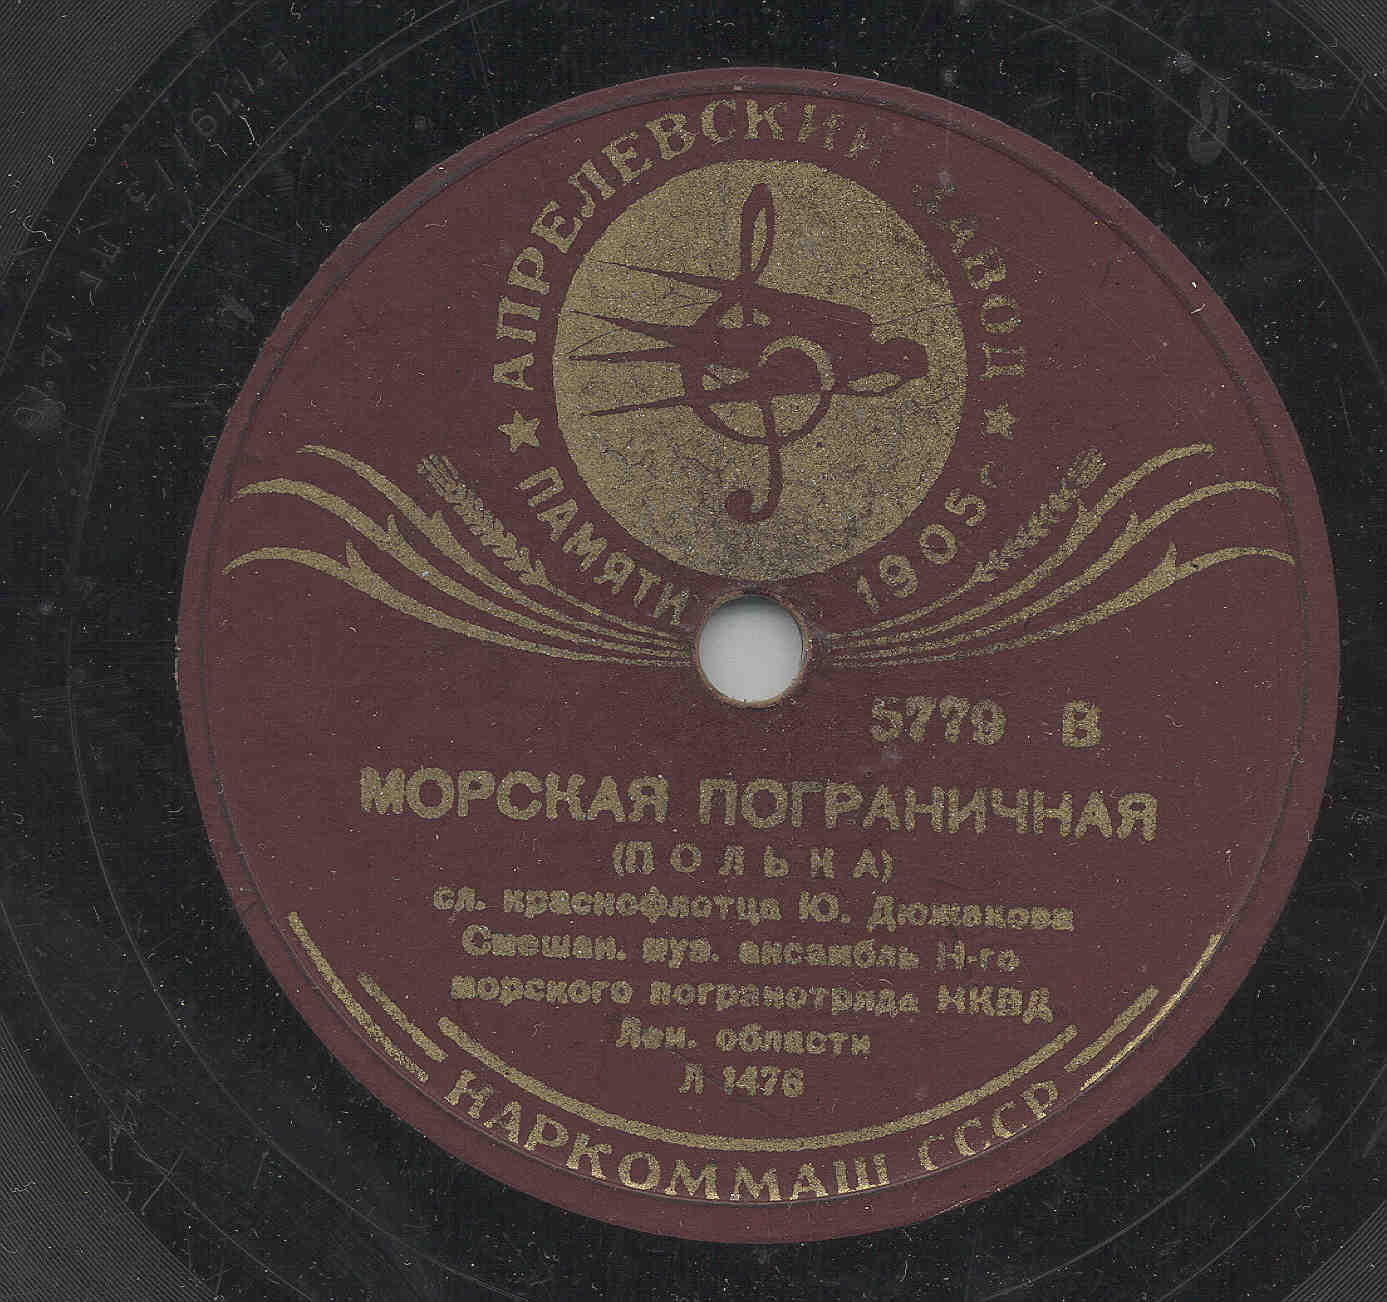 АПРЕЛЕВСКИЙ ЗАВОД
ПАМЯТИ 1905 г
5779 В
МОРСКАЯ ПОГРАНИЧНАЯ
(ПОЛЬКА)
сл. краснофлотца Ю. Дюжакова
Смешан. муз. ансамбль Н-го
морского погранотряда НКВД
Лен. области
Л 1476
НАРКОММАШ СССР